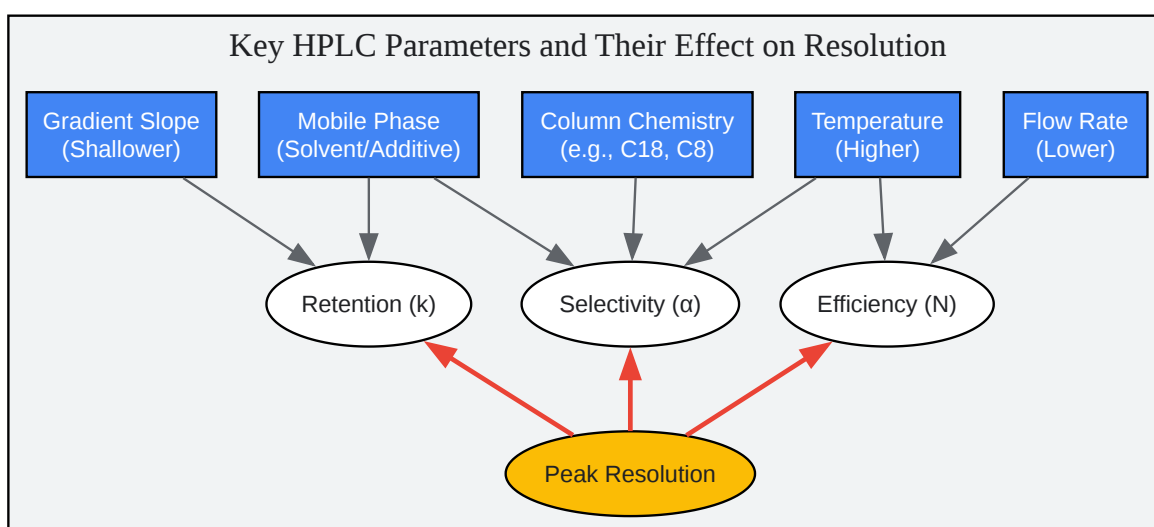 Key HPLC Parameters and Their Effect on Resolution
Gradient Slope
(Shallower)
Mobile Phase
(Solvent/Additive)
Column Chemistry
(e.g., C18, C8)
Temperature
(Higher)
Flow Rate
(Lower)
Retention (k)
Selectivity (α)
Efficiency (N)
Peak Resolution